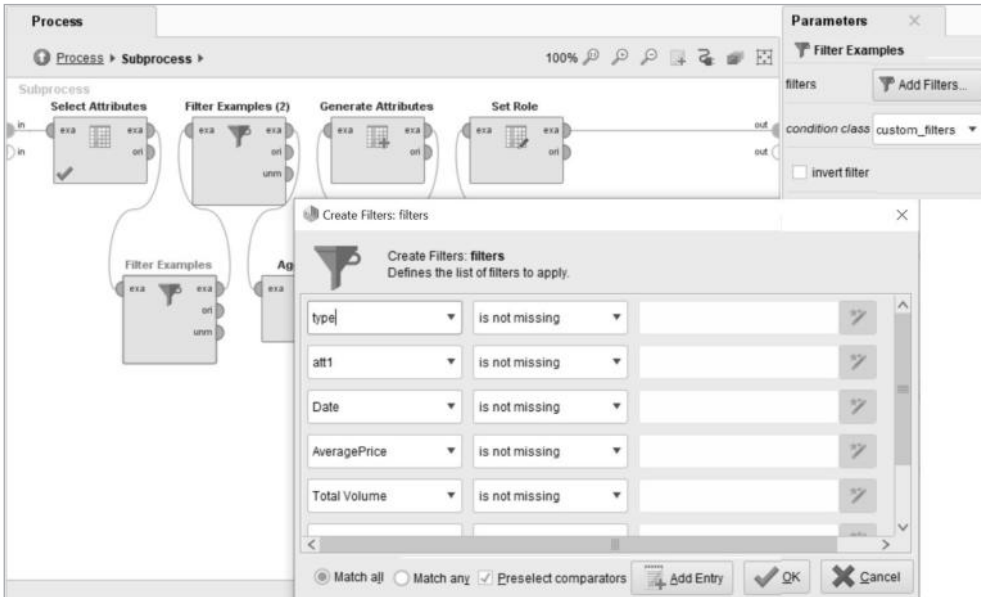 Process
Process ▸ Subprocess ▸
100%
Subprocess
Select Attributes
Filter Examples (2)
Generate Attributes
Set Role
in
exa
exa
exa
exa
exa
exa
exa
exa
out
in
ori
ori
ori
ori
out
unm
Filter Examples
Ag
exa
exa
exa
ori
unm
Parameters
Filter Examples
filters
Add Filters...
condition class
custom_filters
invert filter
Create Filters: filters
Create Filters: filters
Defines the list of filters to apply.
type
is not missing
att1
is not missing
Date
is not missing
AveragePrice
is not missing
Total Volume
is not missing
Match all
Match any
Preselect comparators
Add Entry
OK
Cancel